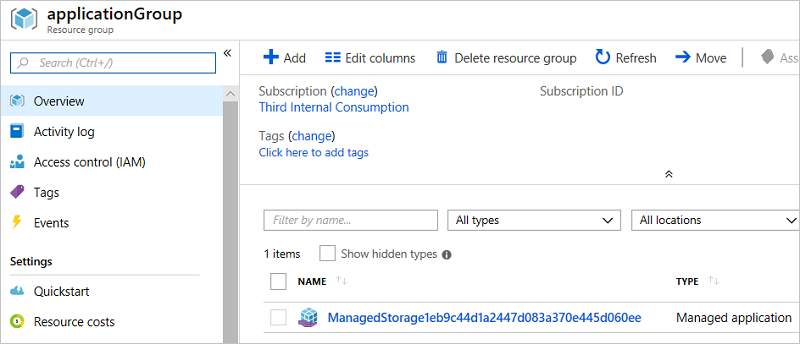 applicationGroup
Resource group
Search (Ctrl+/)
Overview
Activity log
Access control (IAM)
Tags
Events
Settings
Quickstart
Resource costs
Add Edit columns Delete resource group Refresh Move Ass
Subscription (change) Subscription ID
Third Internal Consumption
Tags (change)
Click here to add tags
Filter by name... All types All locations
1 items Show hidden types
NAME TYPE
ManagedStorage1eb9c44d1a2447d083a370e445d060ee Managed application